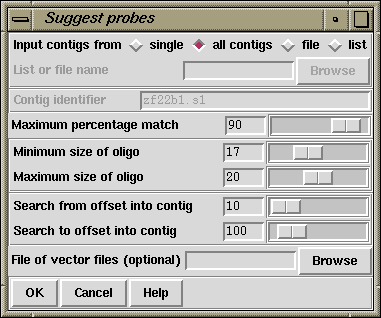 Suggest probes
Input contigs from single all contigs file list
List or file name Browse
Contig identifier zf22b1.s1
Maximum percentage match 90
Minimum size of oligo 17
Maximum size of oligo 20
Search from offset into contig 10
Search to offset into contig 100
File of vector files (optional) Browse
OK Cancel Help